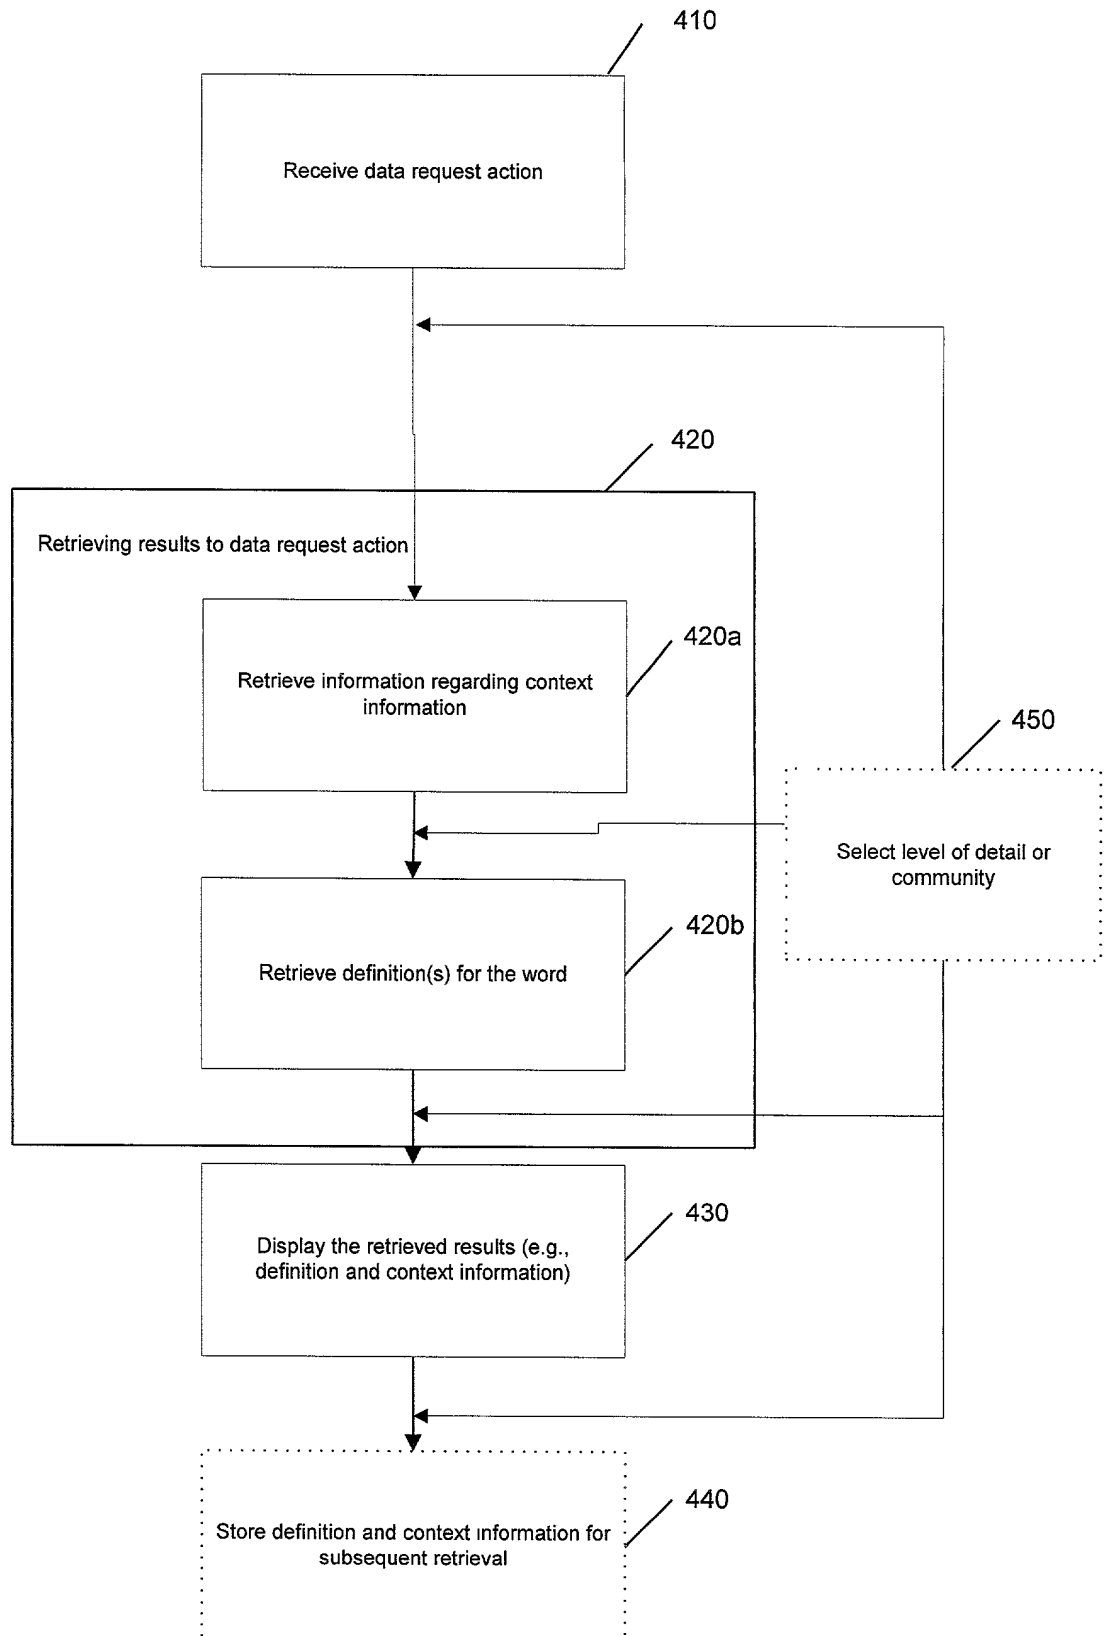 410
Receive data request action
420
Retrieving results to data request action
420a
Retrieve information regarding context
information
450
Select level of detail or
community
420b
Retrieve definition(s) for the word
430
Display the retrieved results (e.g.,
definition and context information)
440
Store definition and context information for
subsequent retrieval